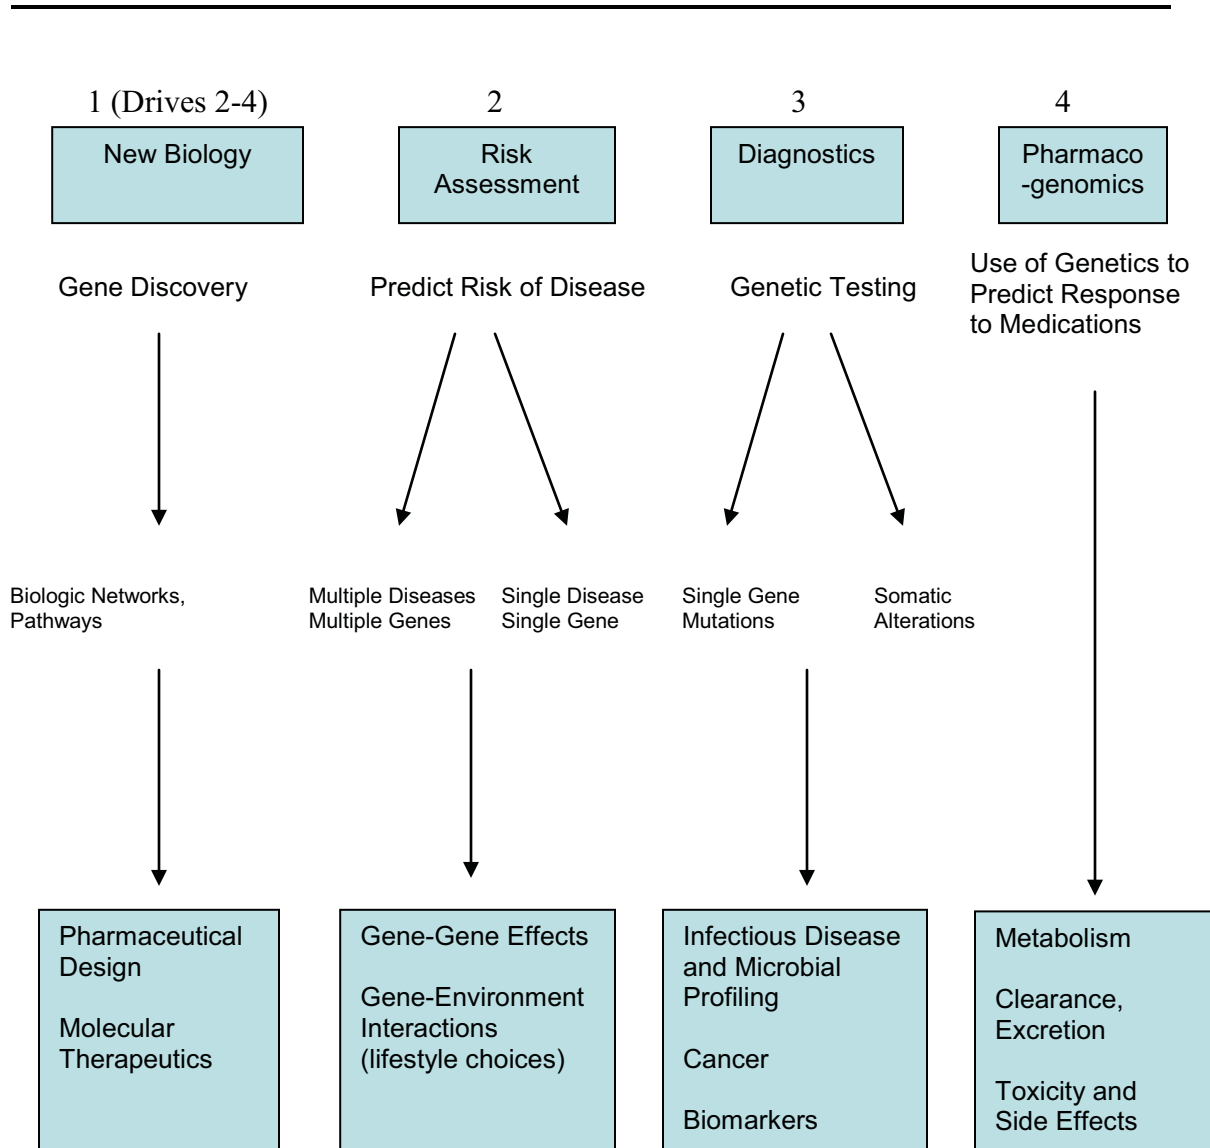 1 (Drives 2-4)
2
3
4
New Biology
Risk
Assessment
Diagnostics
Pharmaco
-genomics
Gene Discovery
Predict Risk of Disease
Genetic Testing
Use of Genetics to
Predict Response
to Medications
Biologic Networks,
Pathways
Multiple Diseases
Multiple Genes
Single Disease
Single Gene
Single Gene
Mutations
Somatic
Alterations
Pharmaceutical
Design
Molecular
Therapeutics
Gene-Gene Effects
Gene-Environment
Interactions
(lifestyle choices)
Infectious Disease
and Microbial
Profiling
Cancer
Biomarkers
Metabolism
Clearance,
Excretion
Toxicity and
Side Effects